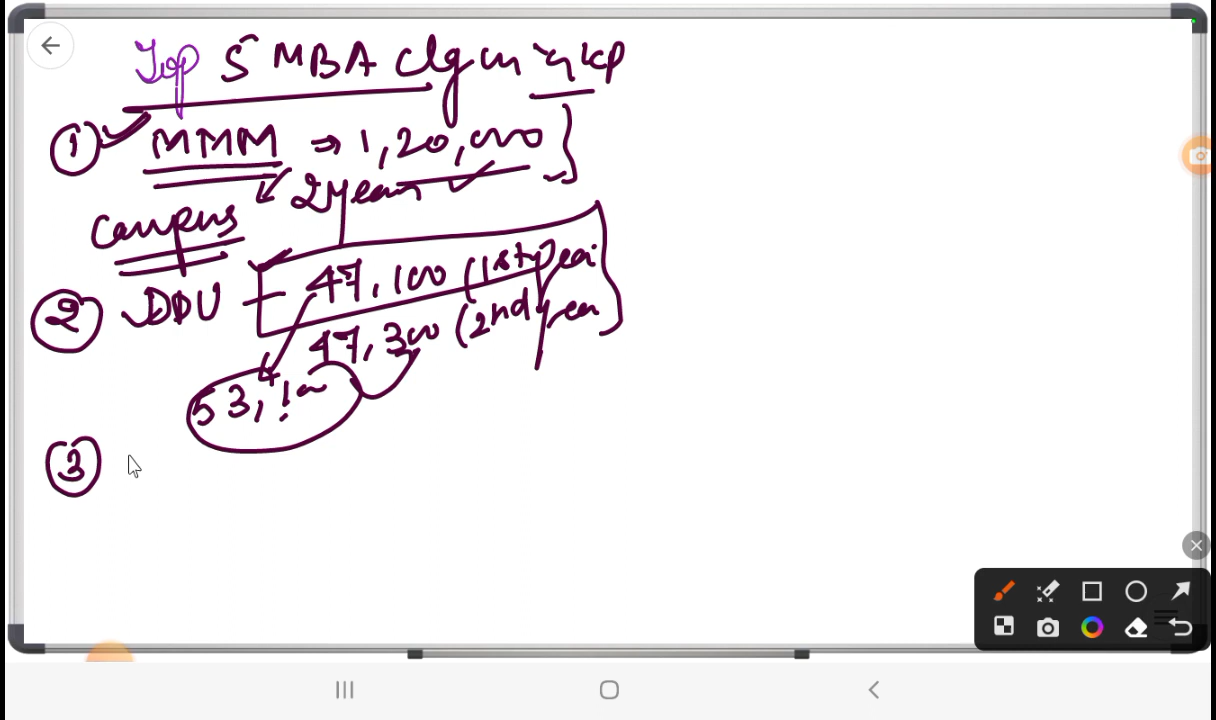 Top 5 MBA clg in GKP
① MMM ⇒ 1,20,000
2 year
Campus
② DDU - 47,100 (1st year
47,300 (2nd year)
53,
③